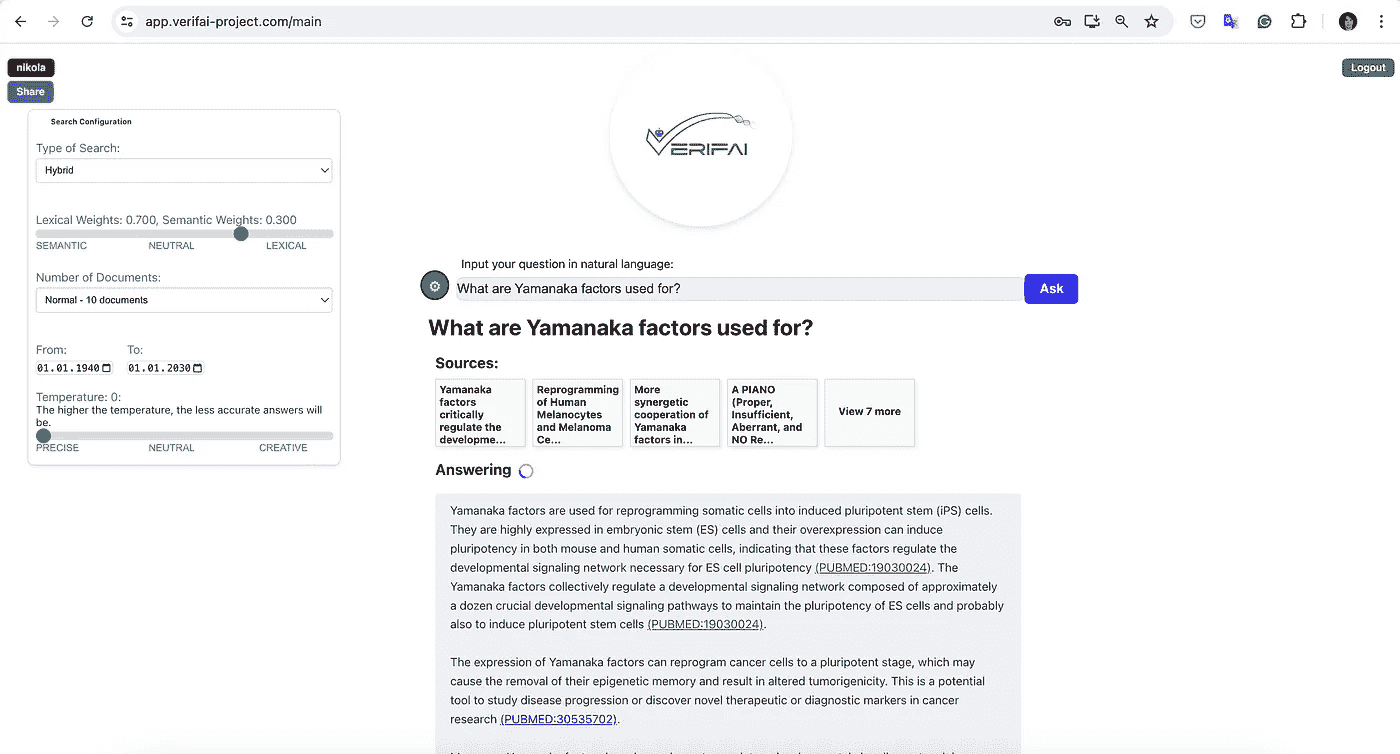 app.verifai-project.com/main
nikola
Share
Logout
Search Configuration
Type of Search:
Hybrid
Lexical Weights: 0.700, Semantic Weights: 0.300
SEMANTIC NEUTRAL LEXICAL
Number of Documents:
Normal - 10 documents
From: To:
01.01.1940 01.01.2030
Temperature: 0:
The higher the temperature, the less accurate answers will
be.
PRECISE NEUTRAL CREATIVE
VERIFAI
Input your question in natural language:
What are Yamanaka factors used for?
Ask
What are Yamanaka factors used for?
Sources:
Yamanaka
factors
critically
regulate the
developme...
Reprogramming
of Human
Melanocytes
and Melanoma
Ce...
More
synergetic
cooperation of
Yamanaka
factors in...
A PIANO
(Proper,
Insufficient,
Aberrant, and
NO Re...
View 7 more
Answering
Yamanaka factors are used for reprogramming somatic cells into induced pluripotent stem (iPS) cells.
They are highly expressed in embryonic stem (ES) cells and their overexpression can induce
pluripotency in both mouse and human somatic cells, indicating that these factors regulate the
developmental signaling network necessary for ES cell pluripotency (PUBMED:19030024). The
Yamanaka factors collectively regulate a developmental signaling network composed of approximately
a dozen crucial developmental signaling pathways to maintain the pluripotency of ES cells and probably
also to induce pluripotent stem cells (PUBMED:19030024).
The expression of Yamanaka factors can reprogram cancer cells to a pluripotent stage, which may
cause the removal of their epigenetic memory and result in altered tumorigenicity. This is a potential
tool to study disease progression or discover novel therapeutic or diagnostic markers in cancer
research (PUBMED:30535702).